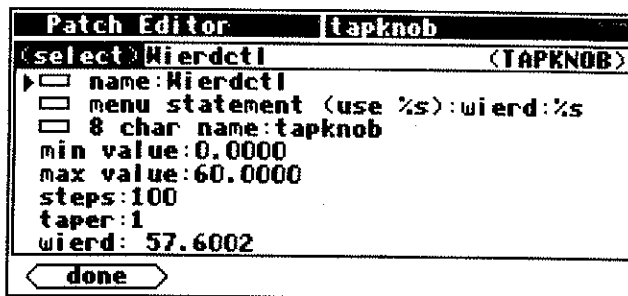 Patch Editor tapknob
(select) Wierdctl (TAPKNOB)
name:Wierdctl
menu statement (use %s):wierd:%s
8 char name:tapknob
min value:0.0000
max value:60.0000
steps:100
taper:1
wierd: 57.6002
done